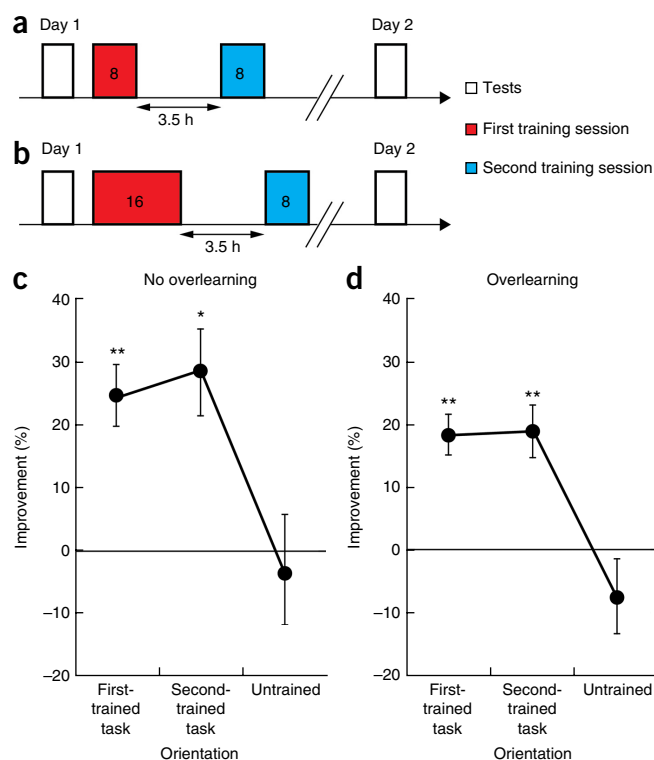 a
Day 1
Day 2
8
8
3.5 h
Tests
First training session
Second training session
b
Day 1
Day 2
16
8
3.5 h
c
No overlearning
40
30
20
10
0
–10
–20
Improvement (%)
**
*
First-
trained
task
Second-
trained
task
Untrained
Orientation
d
Overlearning
40
30
20
10
0
–10
–20
Improvement (%)
**
**
First-
trained
task
Second-
trained
task
Untrained
Orientation